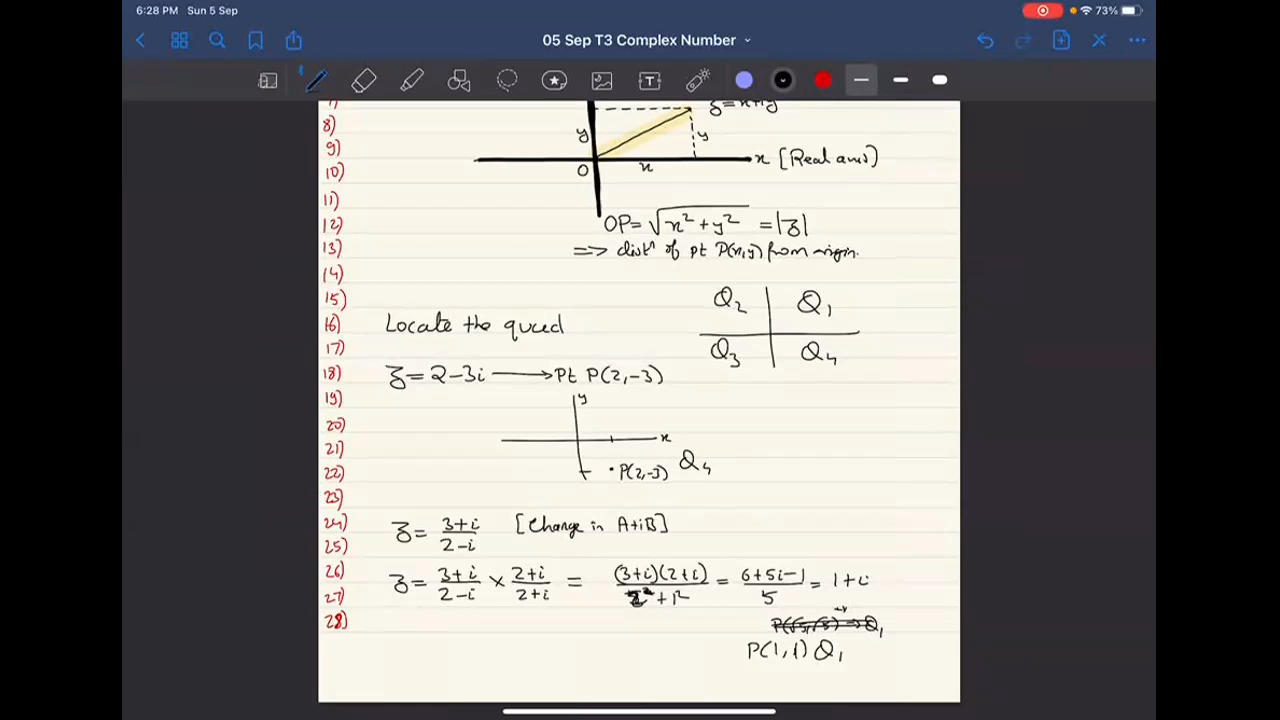 6:28 PM Sun 5 Sep
73%
05 Sep T3 Complex Number
T
7)
8)
9)
10)
11)
12)
13)
14)
15)
16)
17)
18)
19)
20)
21)
22)
23)
24)
25)
26)
27)
28)
z=x+iy
y
y
O x x [Real axis]
OP= √x²+y² = |z|
=> distⁿ of pt P(x,y) from origin.
Q2 Q1
Locate the quad
Q3 Q4
z= 2-3i → Pt P(2,-3)
y
x
P(2,-3) Q4
z= 3+i/2-i [Change in A+iB]
z= 3+i/2-i × 2+i/2+i = (3+i)(2+i)/2²+1² = 6+5i-1/5 = 1+i
P(1,1) Q1